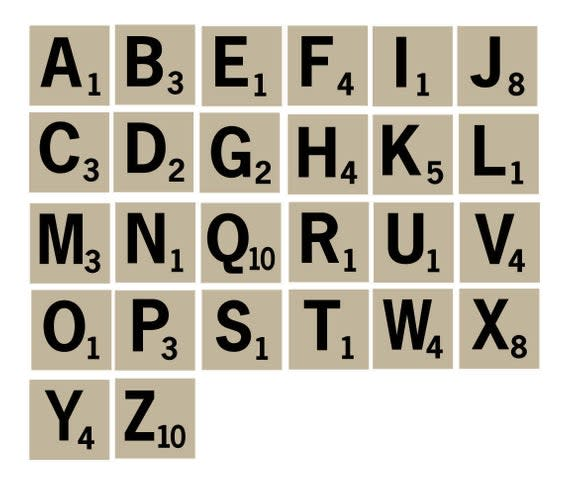 A1 B3 E1 F4 I1 J8
C3 D2 G2 H4 K5 L1
M3 N1 Q10 R1 U1 V4
O1 P3 S1 T1 W4 X8
Y4 Z10